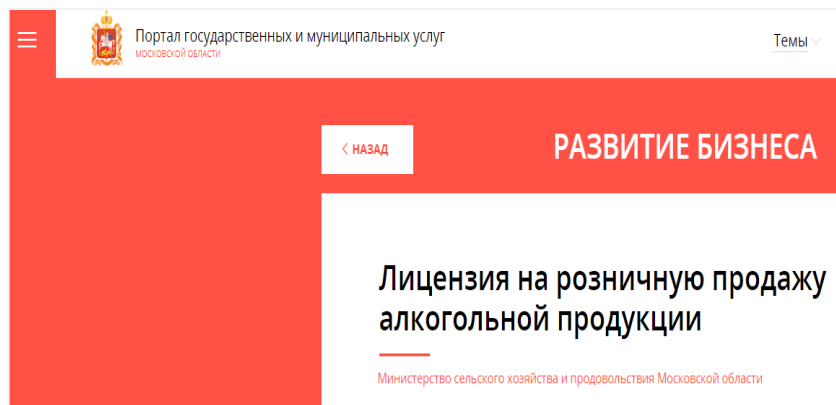 Портал государственных и муниципальных услуг
МОСКОВСКОЙ ОБЛАСТИ
Темы
НАЗАД
РАЗВИТИЕ БИЗНЕСА
Лицензия на розничную продажу
алкогольной продукции
Министерство сельского хозяйства и продовольствия Московской области